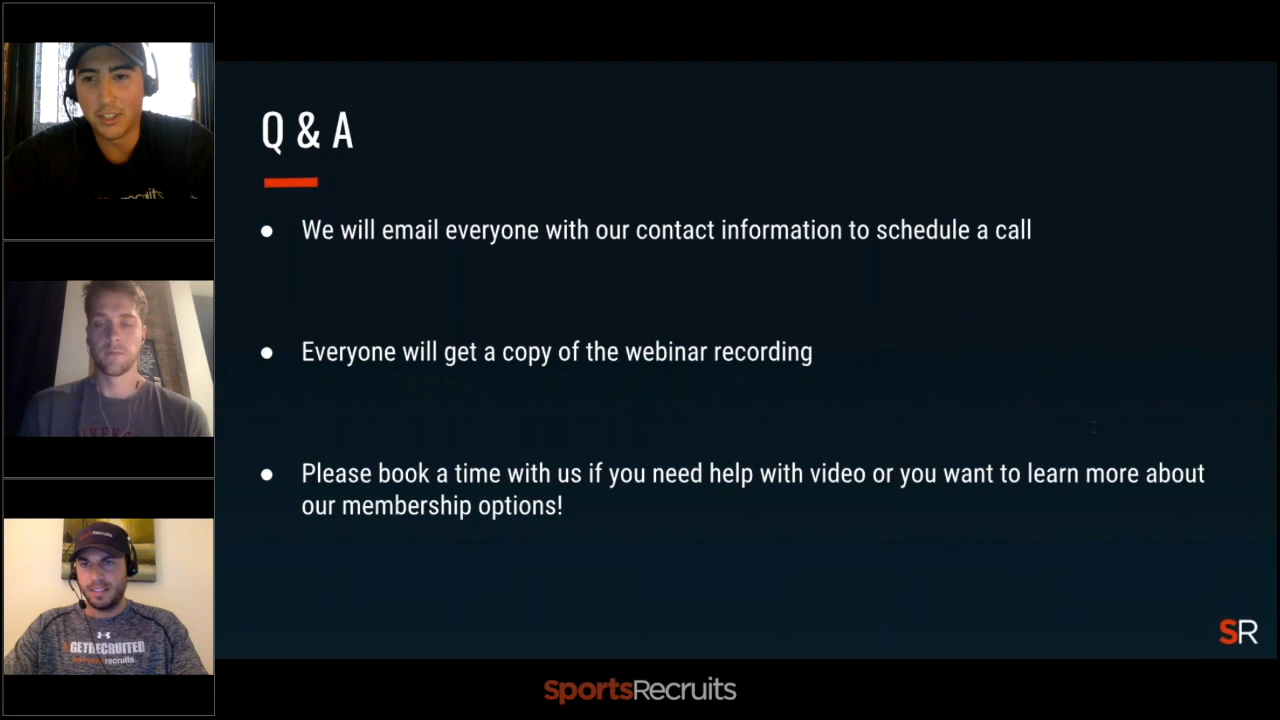 Q & A
● We will email everyone with our contact information to schedule a call
● Everyone will get a copy of the webinar recording
● Please book a time with us if you need help with video or you want to learn more about
our membership options!
SR
SportsRecruits
#GETRECRUITED
recruits